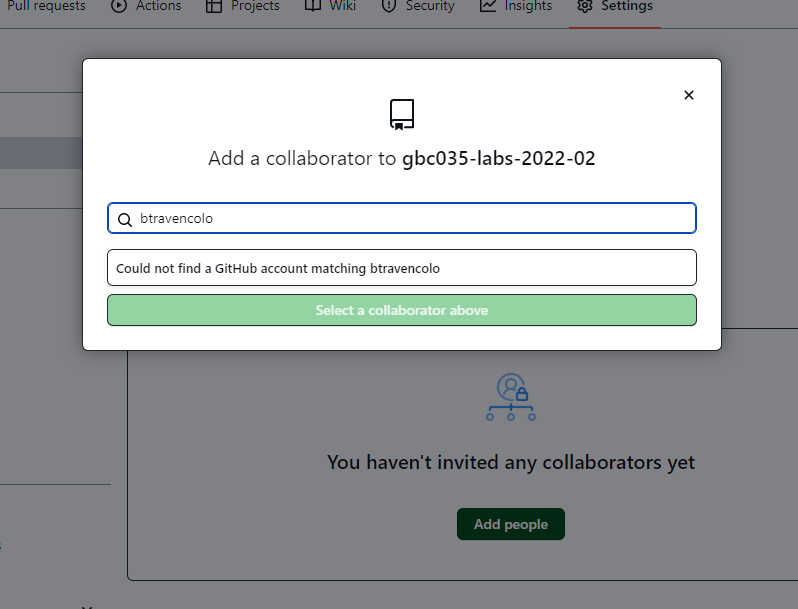 Pull requests Actions Projects Wiki Security Insights Settings
Add a collaborator to gbc035-labs-2022-02
btravencolo
Could not find a GitHub account matching btravencolo
Select a collaborator above
You haven't invited any collaborators yet
Add people